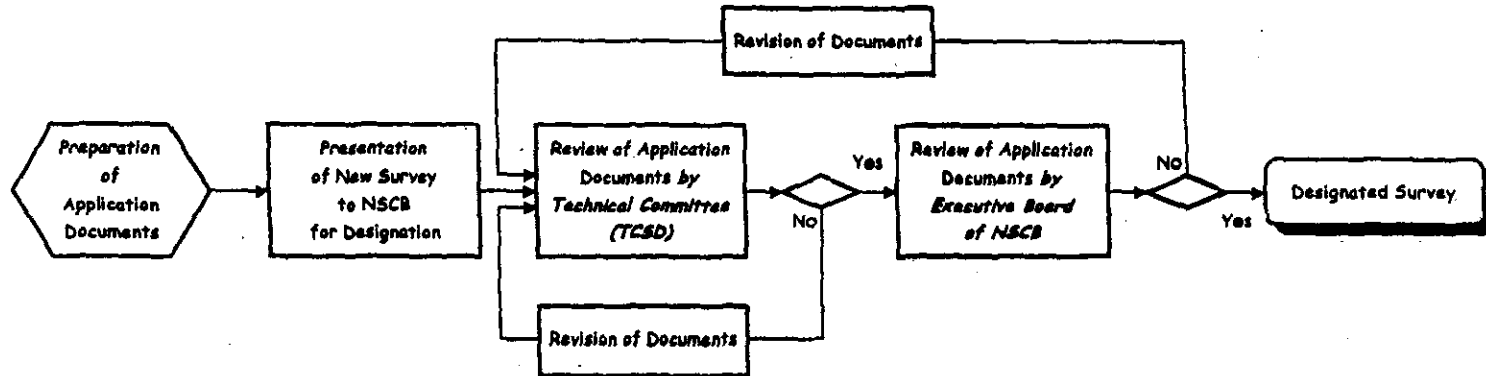 Revision of Documents
Preparation
of
Application
Documents
Presentation
of New Survey
to NSCB
for Designation
Review of Application
Documents by
Technical Committee
(TCSD)
Yes
No
Review of Application
Documents by
Executive Board
of NSCB
No
Yes
Designated Survey
Revision of Documents